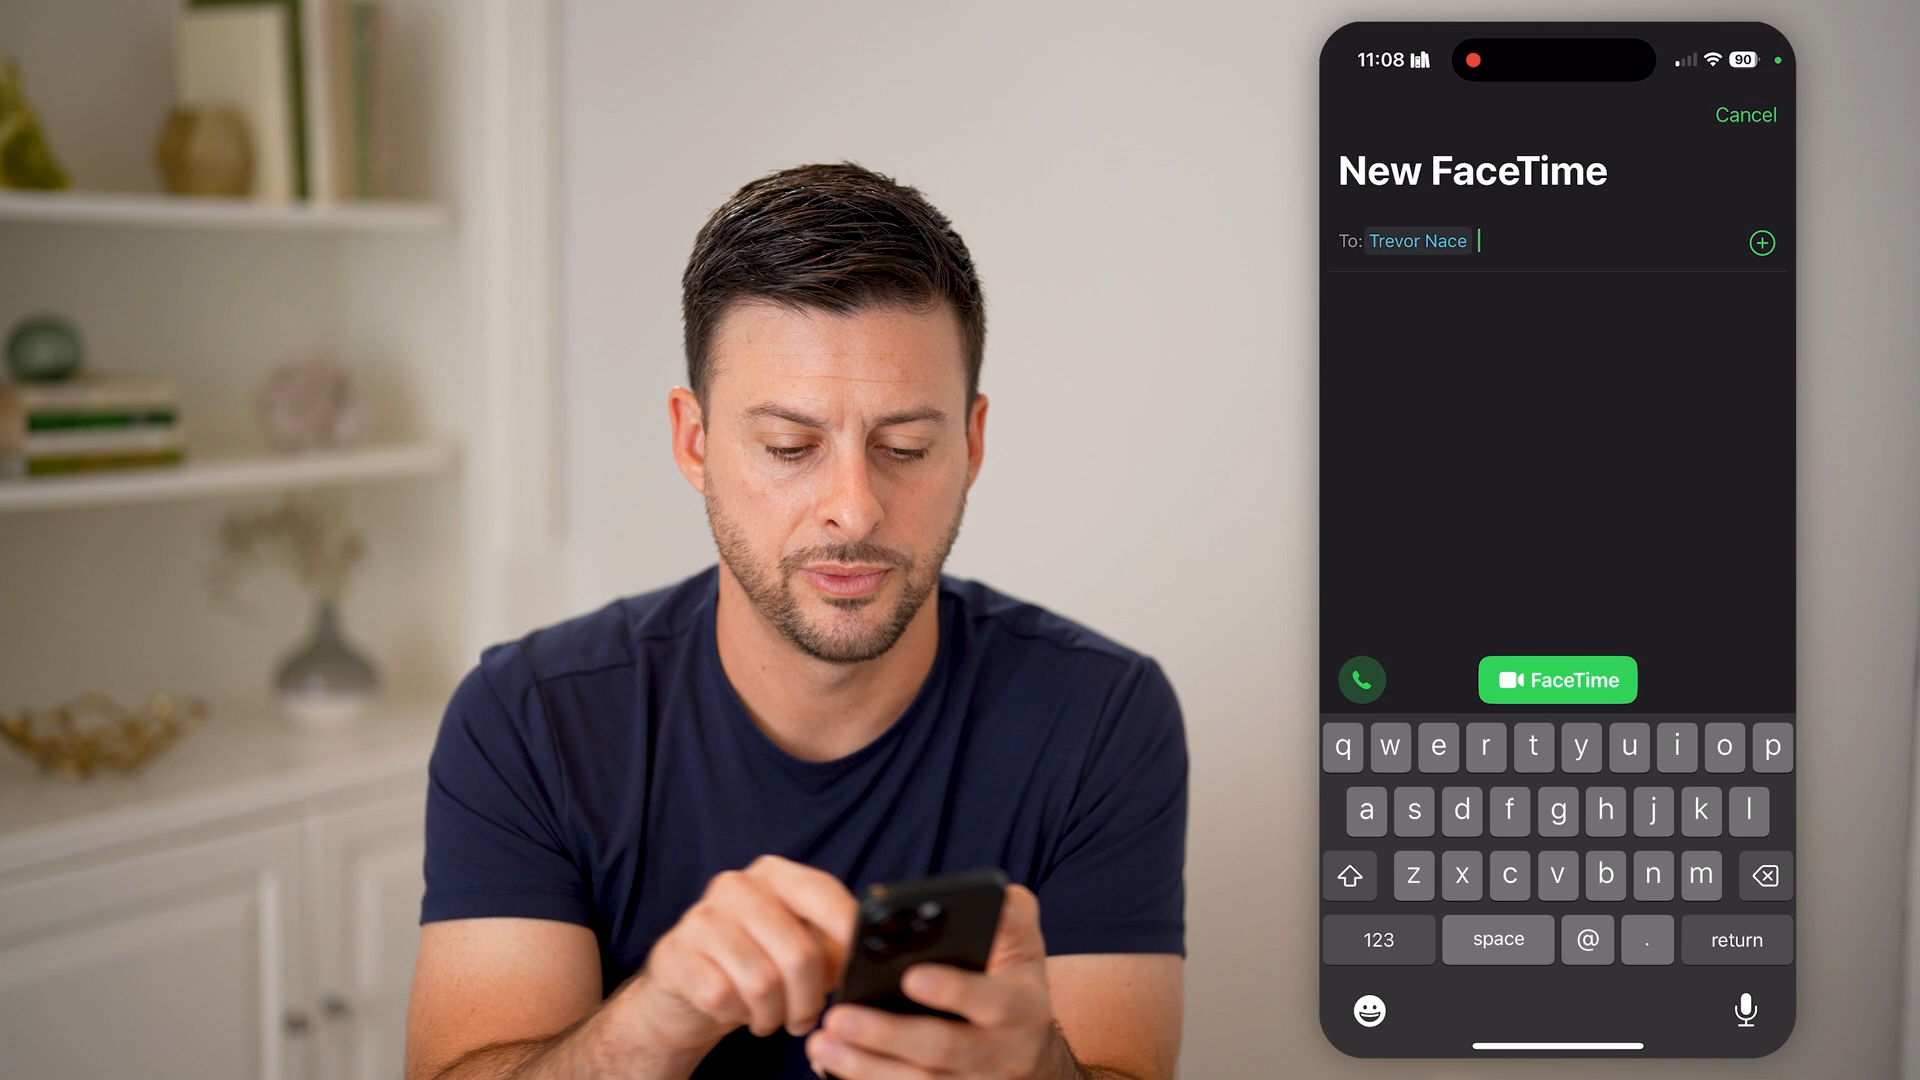 11:08 90
Cancel
New FaceTime
To: Trevor Nace
FaceTime
q w e r t y u i o p
a s d f g h j k l
z x c v b n m
123 space @ . return